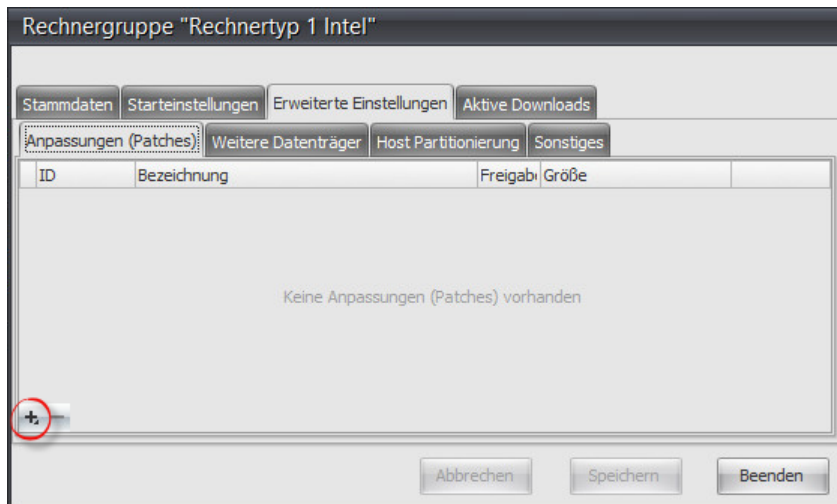 Rechnergruppe "Rechnertyp 1 Intel"
Stammdaten Starteinstellungen Erweiterte Einstellungen Aktive Downloads
Anpassungen (Patches) Weitere Datenträger Host Partitionierung Sonstiges
ID Bezeichnung Freigab Größe
Keine Anpassungen (Patches) vorhanden
Abbrechen Speichern Beenden